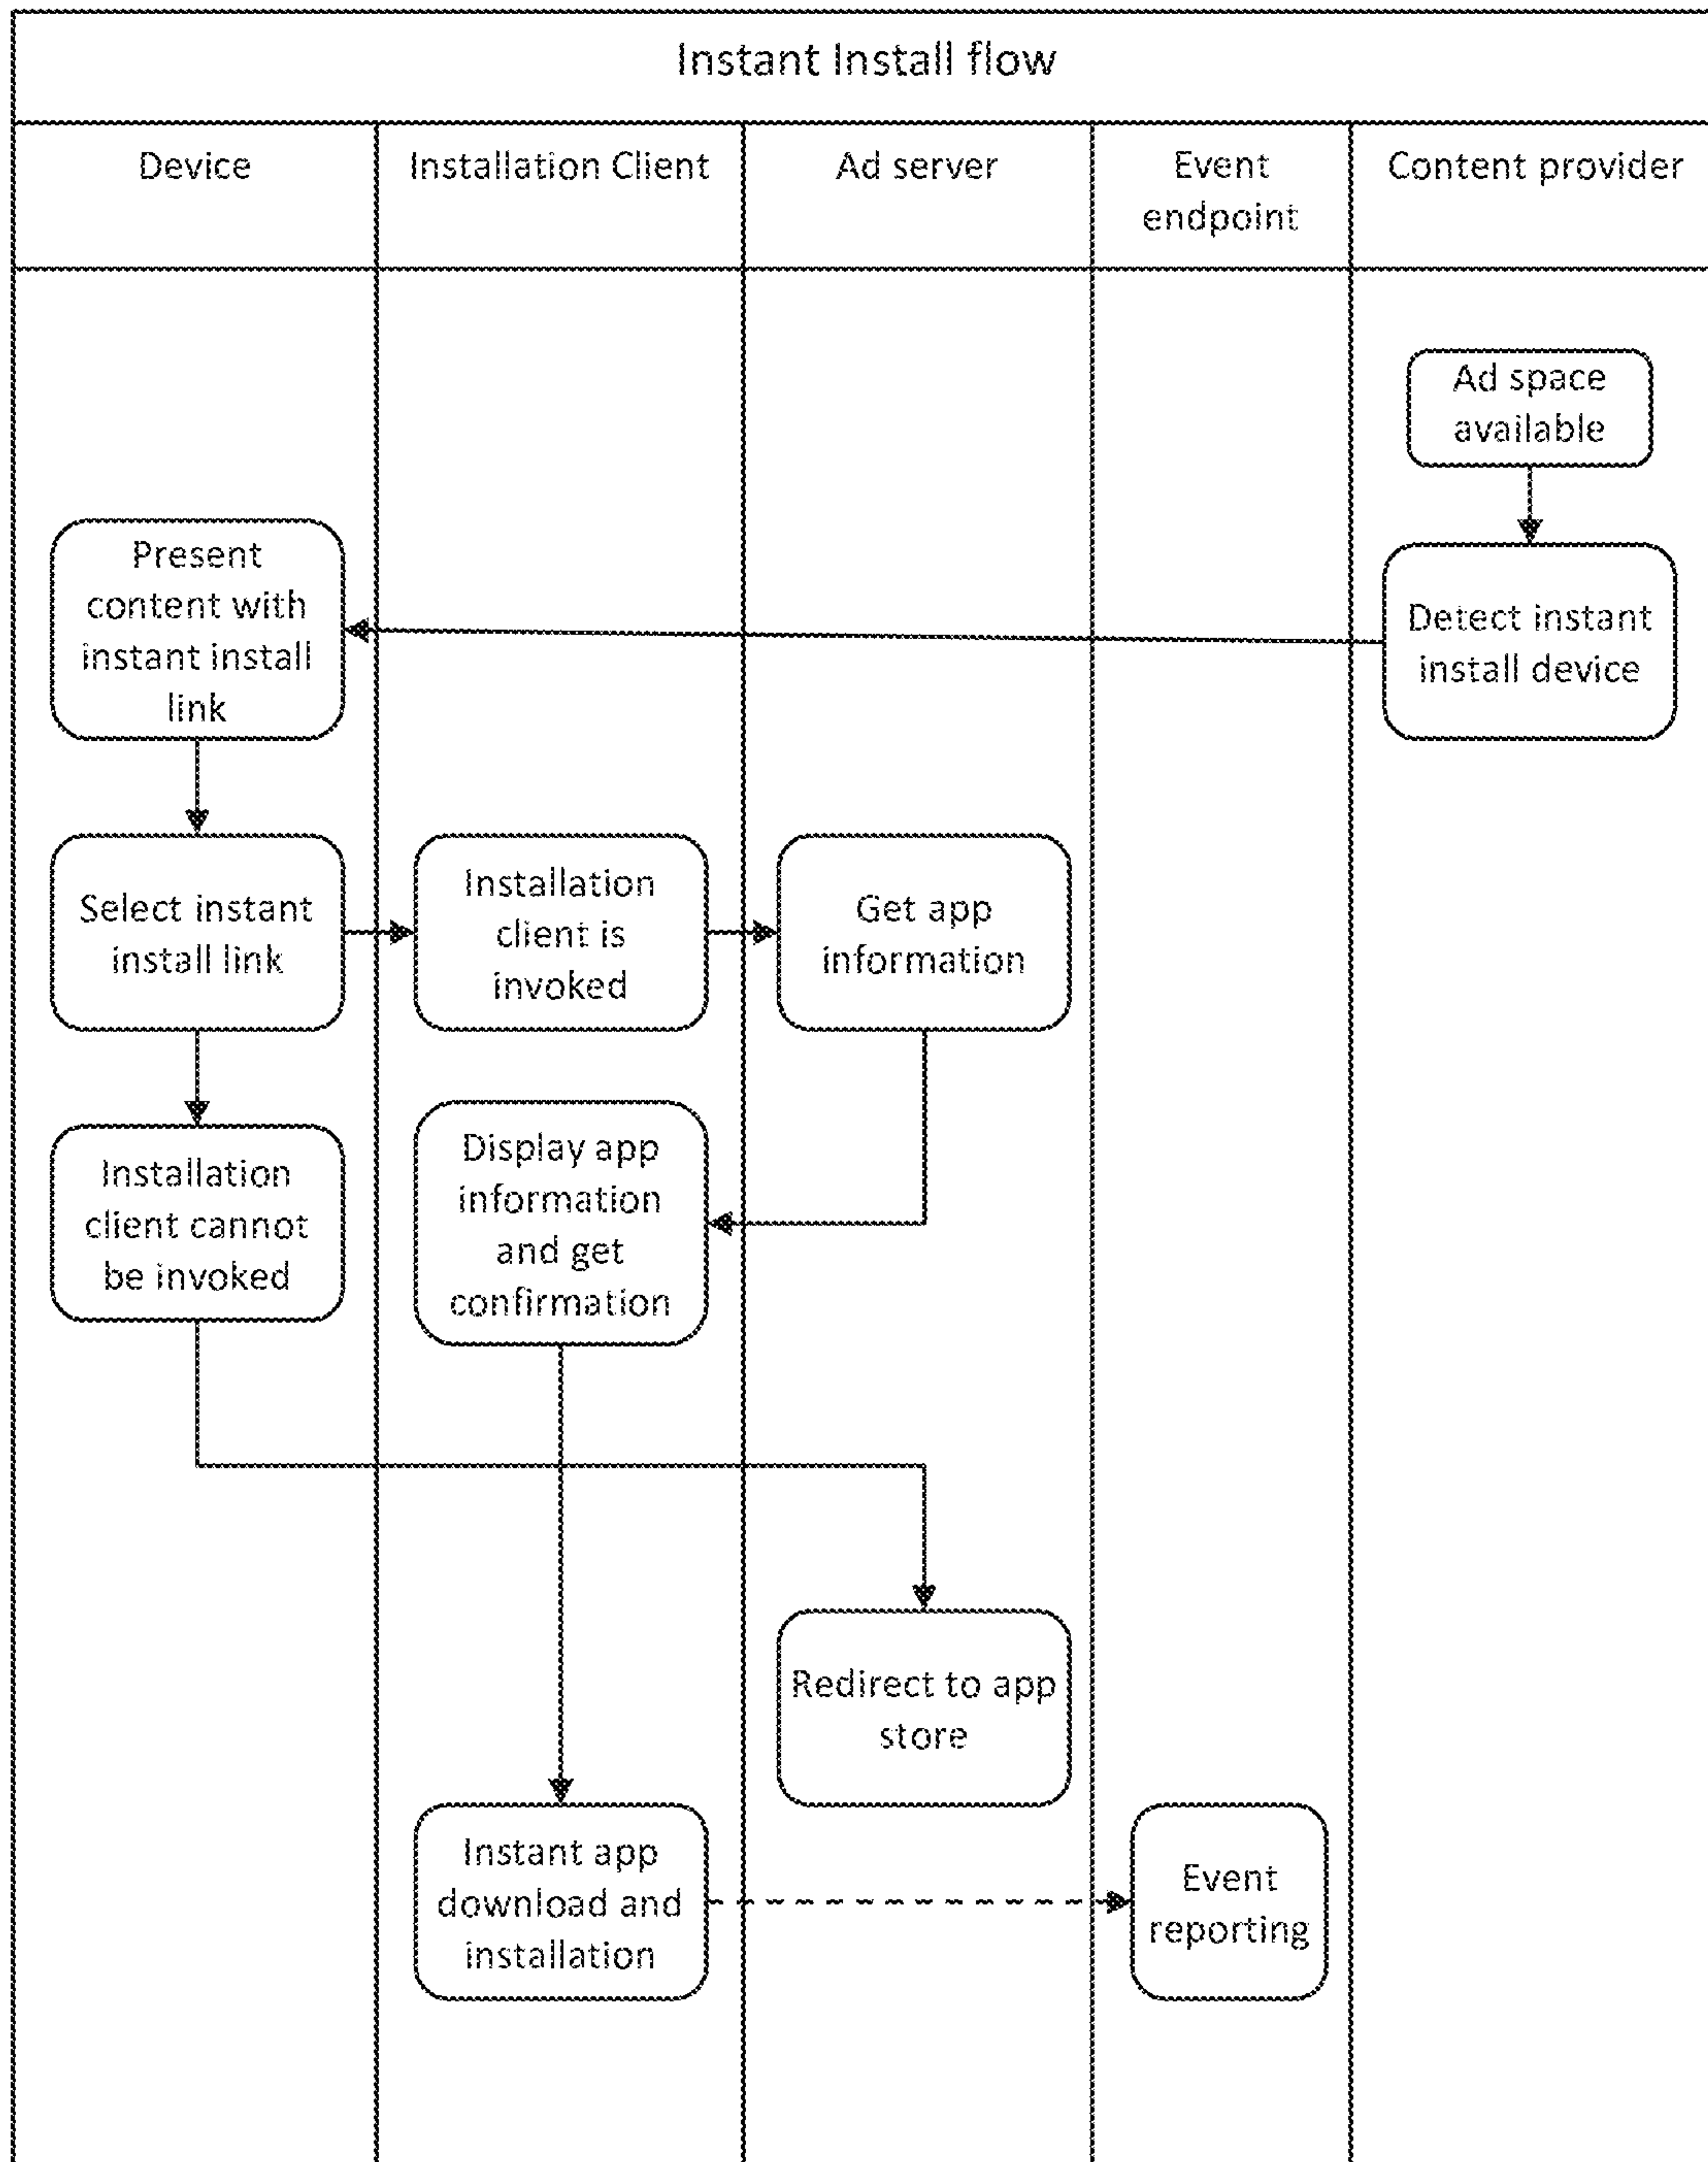 Instant Install flow
Device
Installation Client
Ad server
Event
endpoint
Content provider
Ad space
available
Detect instant
install device
Present
content with
instant install
link
Select instant
install link
Installation
client is
invoked
Get app
information
Installation
client cannot
be invoked
Display app
information
and get
confirmation
Redirect to app
store
Instant app
download and
installation
Event
reporting